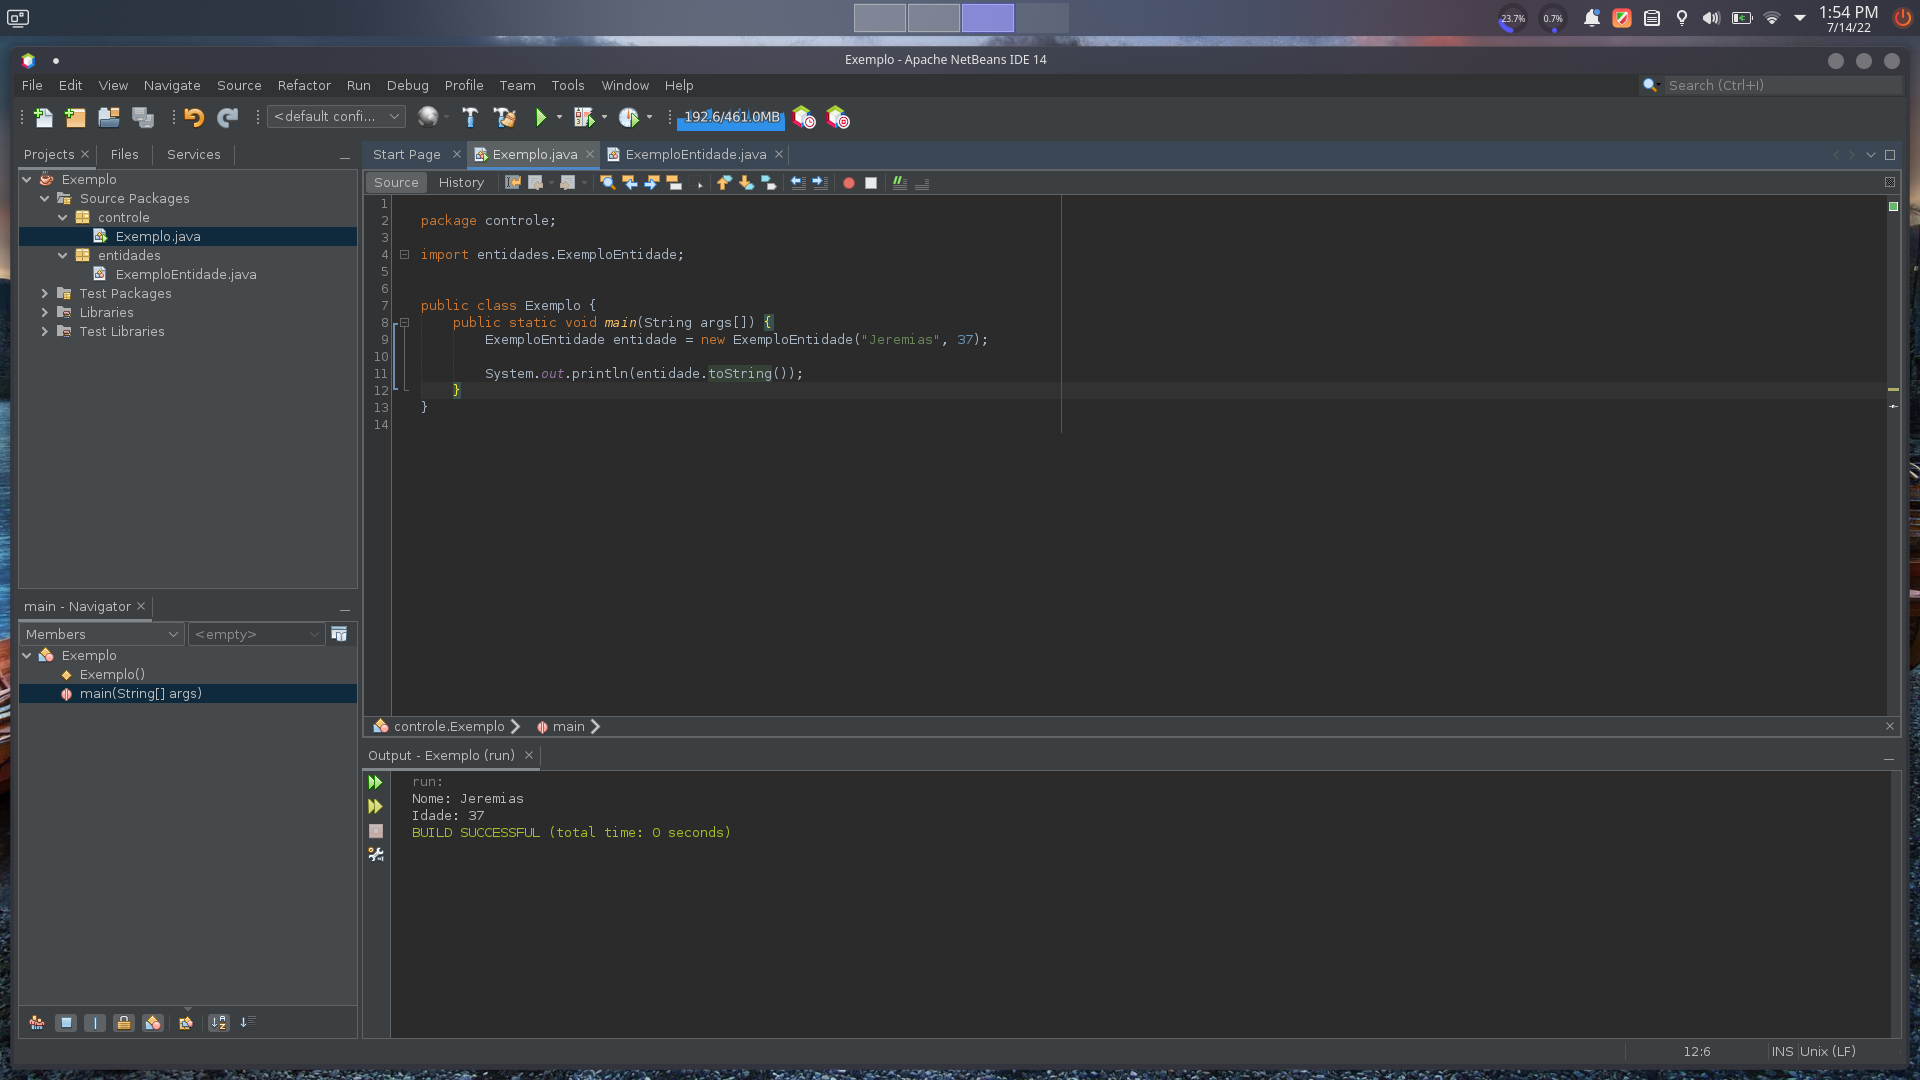 23.7%
0.7%
1:54 PM
7/14/22
Exemplo - Apache NetBeans IDE 14
File Edit View Navigate Source Refactor Run Debug Profile Team Tools Window Help
Search (Ctrl+I)
<default confi...
192.6/461.0MB
Projects
Files
Services
Exemplo
Source Packages
controle
Exemplo.java
entidades
ExemploEntidade.java
Test Packages
Libraries
Test Libraries
Start Page
Exemplo.java
ExemploEntidade.java
Source
History
1
2 package controle;
3
4 import entidades.ExemploEntidade;
5
6
7 public class Exemplo {
8 public static void main(String args[]) {
9 ExemploEntidade entidade = new ExemploEntidade("Jeremias", 37);
10
11 System.out.println(entidade.toString());
12 }
13 }
14
controle.Exemplo
main
main - Navigator
Members
<empty>
Exemplo
Exemplo()
main(String[] args)
Output - Exemplo (run)
run:
Nome: Jeremias
Idade: 37
BUILD SUCCESSFUL (total time: 0 seconds)
12:6
INS
Unix (LF)